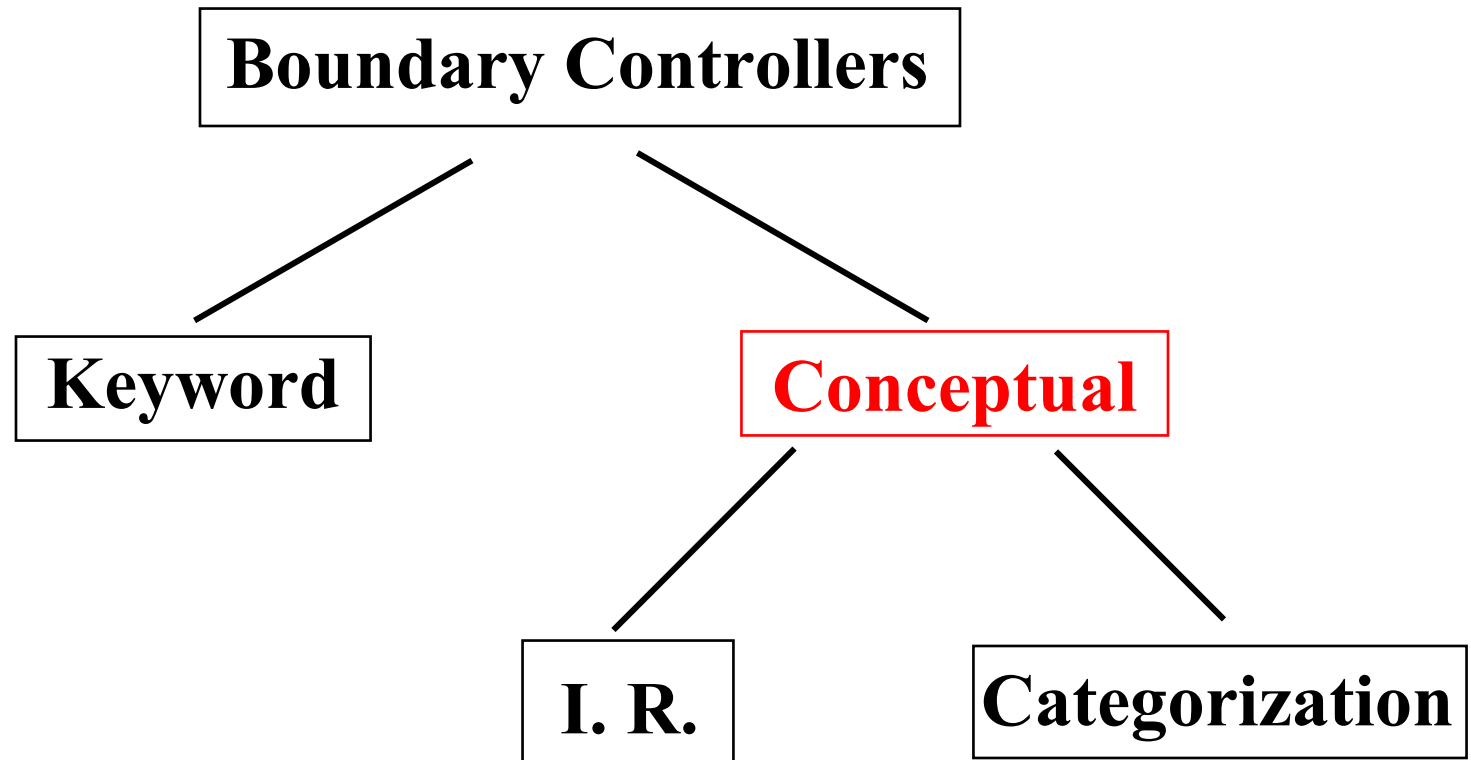 Boundary Controllers
Keyword
Conceptual
I. R.
Categorization